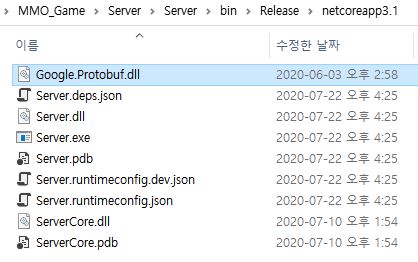 MMO_Game > Server > Server > bin > Release > netcoreapp3.1
이름 수정한 날짜
Google.Protobuf.dll 2020-06-03 오후 2:58
Server.deps.json 2020-07-22 오후 4:25
Server.dll 2020-07-22 오후 4:25
Server.exe 2020-07-22 오후 4:25
Server.pdb 2020-07-22 오후 4:25
Server.runtimeconfig.dev.json 2020-07-22 오후 4:25
Server.runtimeconfig.json 2020-07-22 오후 4:25
ServerCore.dll 2020-07-10 오후 1:54
ServerCore.pdb 2020-07-10 오후 1:54